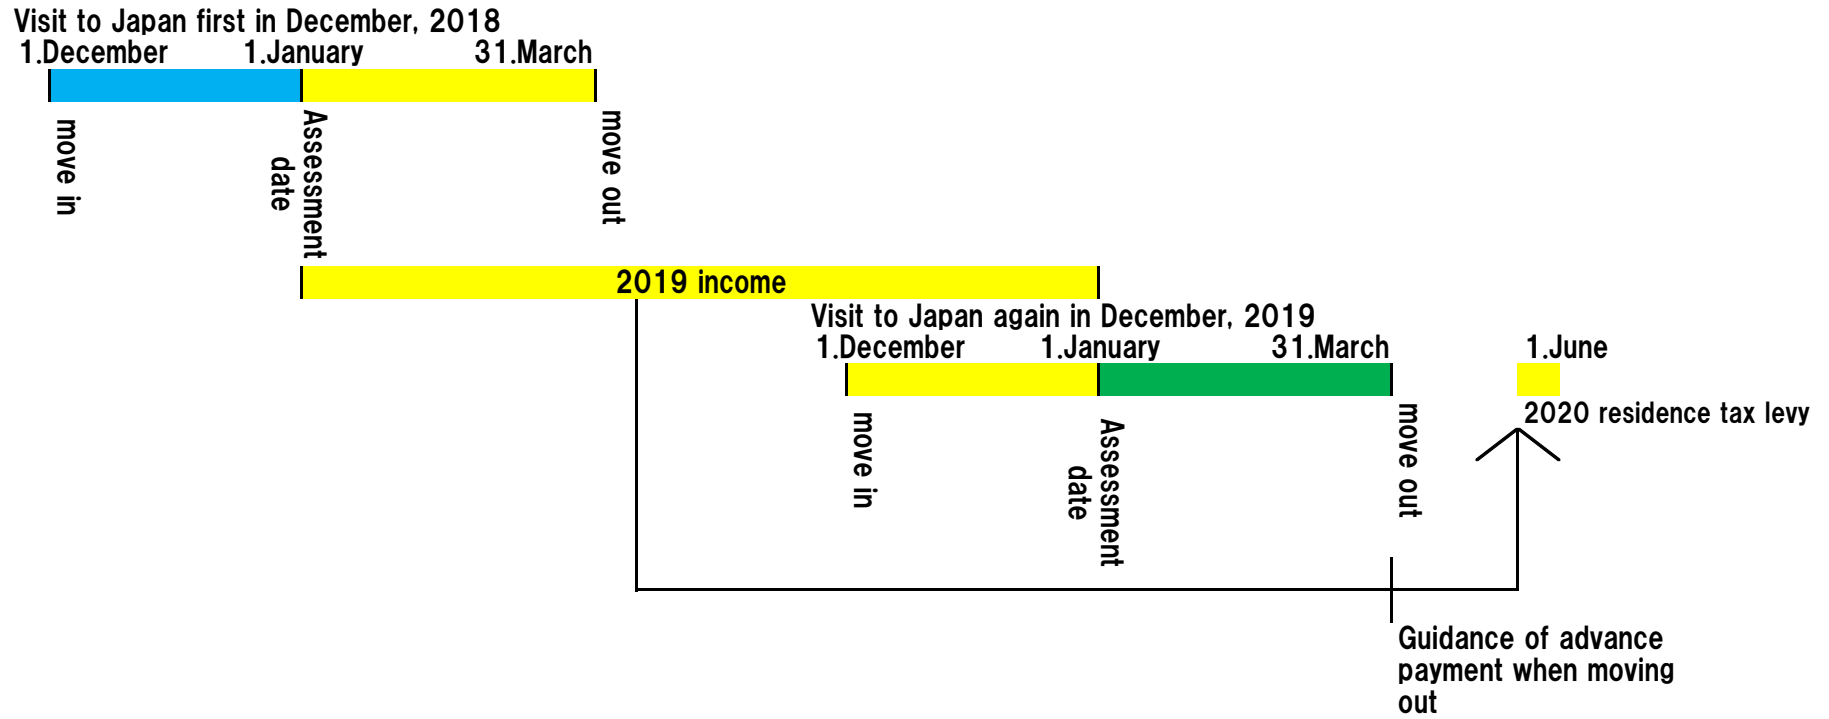 Visit to Japan first in December, 2018
1.December
1.January
31.March
move in
Assessment
date
move out
2019 income
Visit to Japan again in December, 2019
1.December
1.January
31.March
1.June
2020 residence tax levy
move in
Assessment
date
move out
Guidance of advance
payment when moving
out